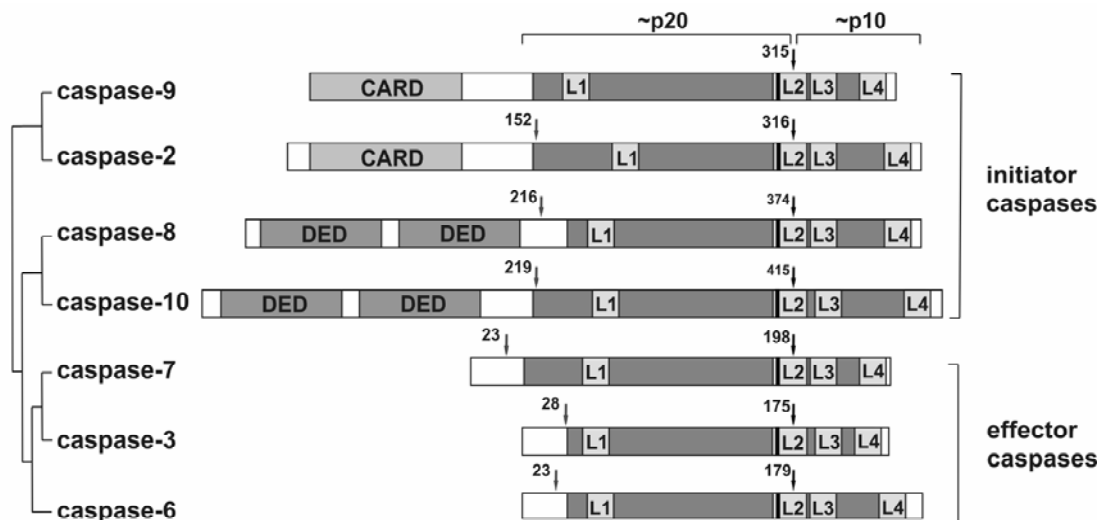 ~p20 ~p10
315
caspase-9 CARD L1 L2 L3 L4
152 316
caspase-2 CARD L1 L2 L3 L4
initiator
caspases
216 374
caspase-8 DED DED L1 L2 L3 L4
219 415
caspase-10 DED DED L1 L2 L3 L4
23 198
caspase-7 L1 L2 L3 L4
28 175
caspase-3 L1 L2 L3 L4
effector
caspases
23 179
caspase-6 L1 L2 L3 L4